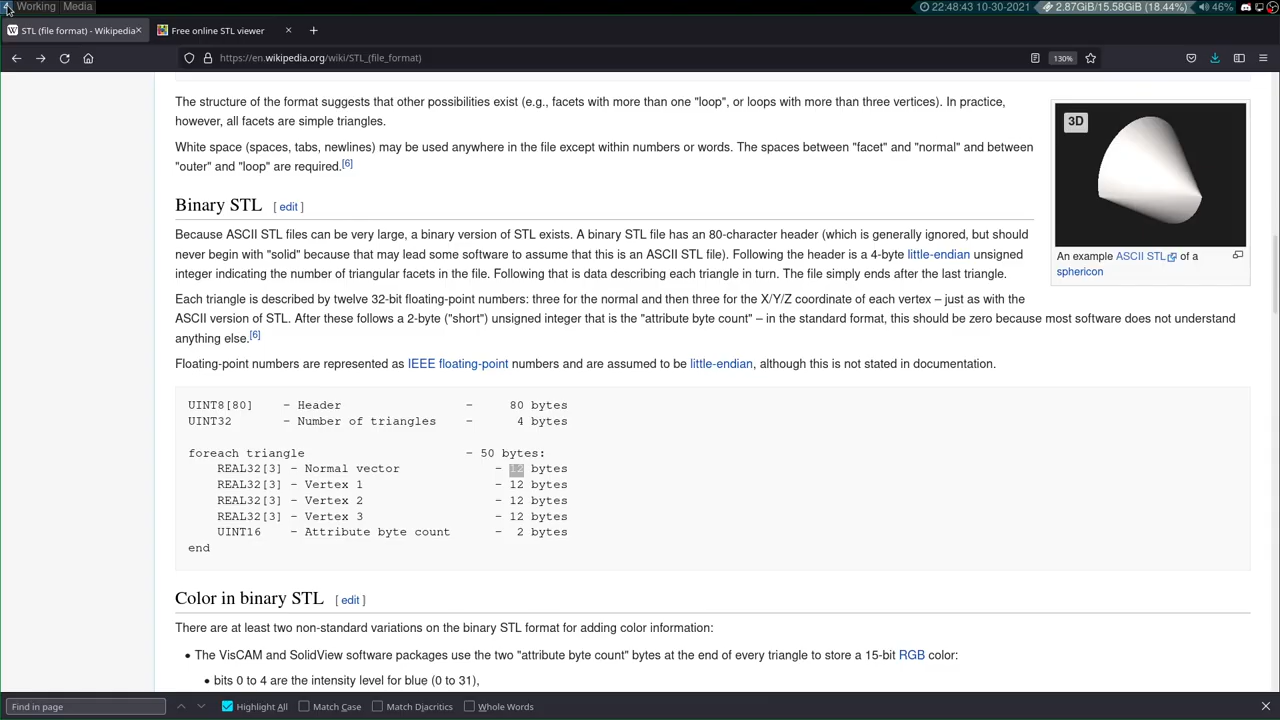 4 Working Media
22:48:43 10-30-2021 2.87GiB/15.58GiB (18.44%) 46%
STL (file format) - Wikipedia Free online STL viewer
https://en.wikipedia.org/wiki/STL_(file_format) 130%
The structure of the format suggests that other possibilities exist (e.g., facets with more than one "loop", or loops with more than three vertices). In practice,
however, all facets are simple triangles.
White space (spaces, tabs, newlines) may be used anywhere in the file except within numbers or words. The spaces between "facet" and "normal" and between
"outer" and "loop" are required.[6]
3D
An example ASCII STL of a
sphericon
Binary STL [ edit ]
Because ASCII STL files can be very large, a binary version of STL exists. A binary STL file has an 80-character header (which is generally ignored, but should
never begin with "solid" because that may lead some software to assume that this is an ASCII STL file). Following the header is a 4-byte little-endian unsigned
integer indicating the number of triangular facets in the file. Following that is data describing each triangle in turn. The file simply ends after the last triangle.
Each triangle is described by twelve 32-bit floating-point numbers: three for the normal and then three for the X/Y/Z coordinate of each vertex – just as with the
ASCII version of STL. After these follows a 2-byte ("short") unsigned integer that is the "attribute byte count" – in the standard format, this should be zero because most software does not understand
anything else.[6]
Floating-point numbers are represented as IEEE floating-point numbers and are assumed to be little-endian, although this is not stated in documentation.
UINT8[80] – Header – 80 bytes
UINT32 – Number of triangles – 4 bytes
foreach triangle – 50 bytes:
REAL32[3] – Normal vector – 12 bytes
REAL32[3] – Vertex 1 – 12 bytes
REAL32[3] – Vertex 2 – 12 bytes
REAL32[3] – Vertex 3 – 12 bytes
UINT16 – Attribute byte count – 2 bytes
end
Color in binary STL [ edit ]
There are at least two non-standard variations on the binary STL format for adding color information:
• The VisCAM and SolidView software packages use the two "attribute byte count" bytes at the end of every triangle to store a 15-bit RGB color:
• bits 0 to 4 are the intensity level for blue (0 to 31),
Find in page Highlight All Match Case Match Diacritics Whole Words